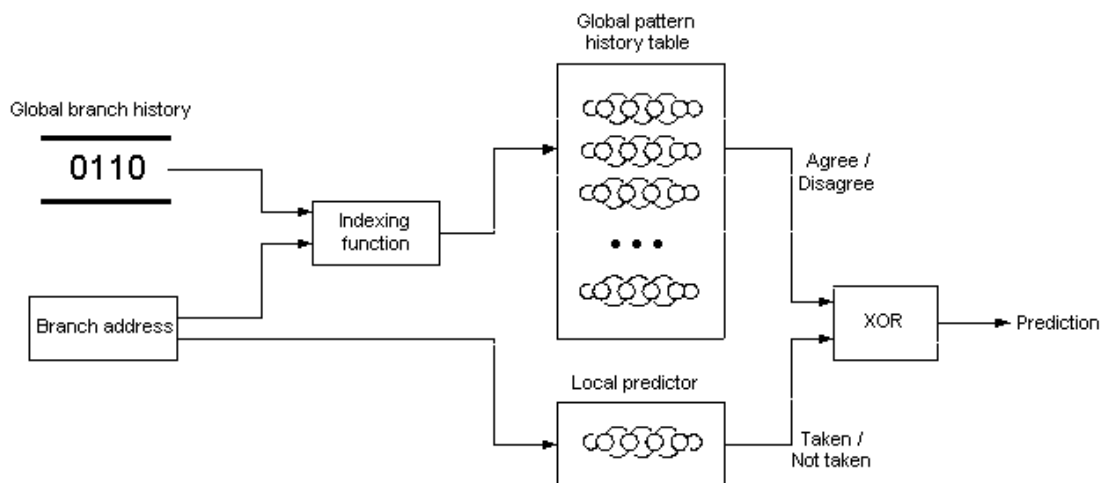 Global pattern
history table
Global branch history
0110
Agree /
Disagree
Indexing
function
Branch address
XOR
Prediction
Local predictor
Taken /
Not taken